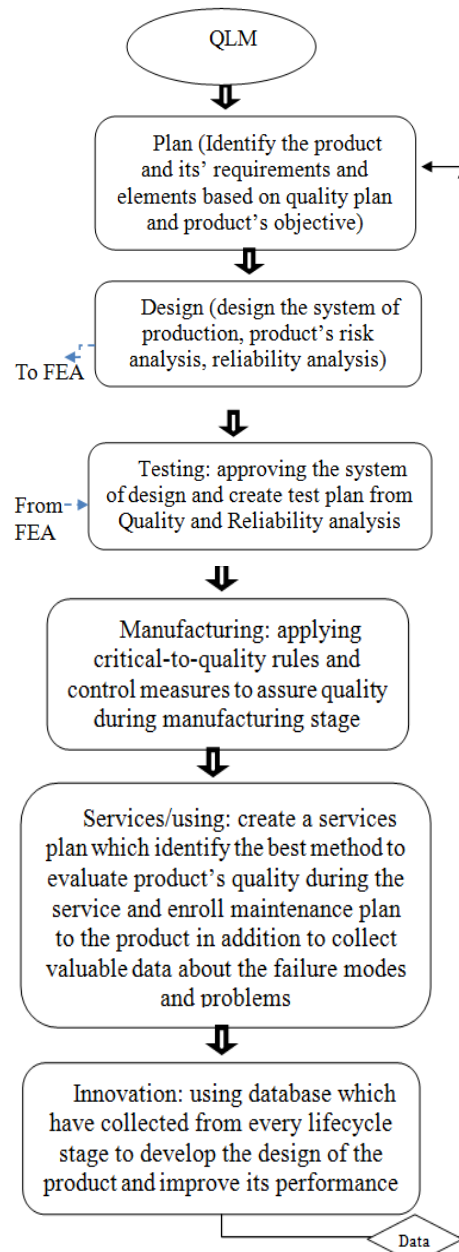 QLM
Plan (Identify the product
and its’ requirements and
elements based on quality plan
and product’s objective)
Design (design the system of
production, product’s risk
analysis, reliability analysis)
To FEA
Testing: approving the system
of design and create test plan from
Quality and Reliability analysis
From
FEA
Manufacturing: applying
critical-to-quality rules and
control measures to assure quality
during manufacturing stage
Services/using: create a services
plan which identify the best method to
evaluate product’s quality during the
service and enroll maintenance plan
to the product in addition to collect
valuable data about the failure modes
and problems
Innovation: using database which
have collected from every lifecycle
stage to develop the design of the
product and improve its performance
Data